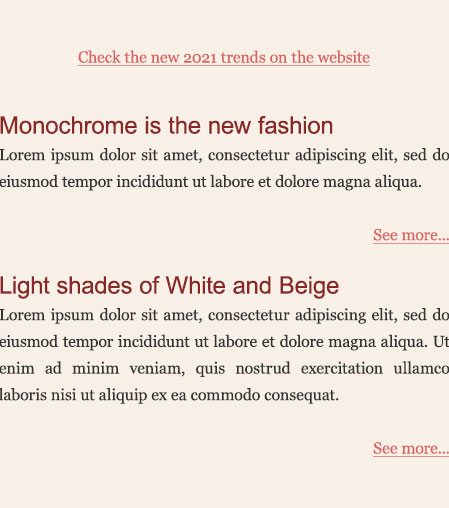 Check the new 2021 trends on the website
Monochrome is the new fashion
Lorem ipsum dolor sit amet, consectetur adipiscing elit, sed do
eiusmod tempor incididunt ut labore et dolore magna aliqua.
See more...
Light shades of White and Beige
Lorem ipsum dolor sit amet, consectetur adipiscing elit, sed do
eiusmod tempor incididunt ut labore et dolore magna aliqua. Ut
enim ad minim veniam, quis nostrud exercitation ullamco
laboris nisi ut aliquip ex ea commodo consequat.
See more...